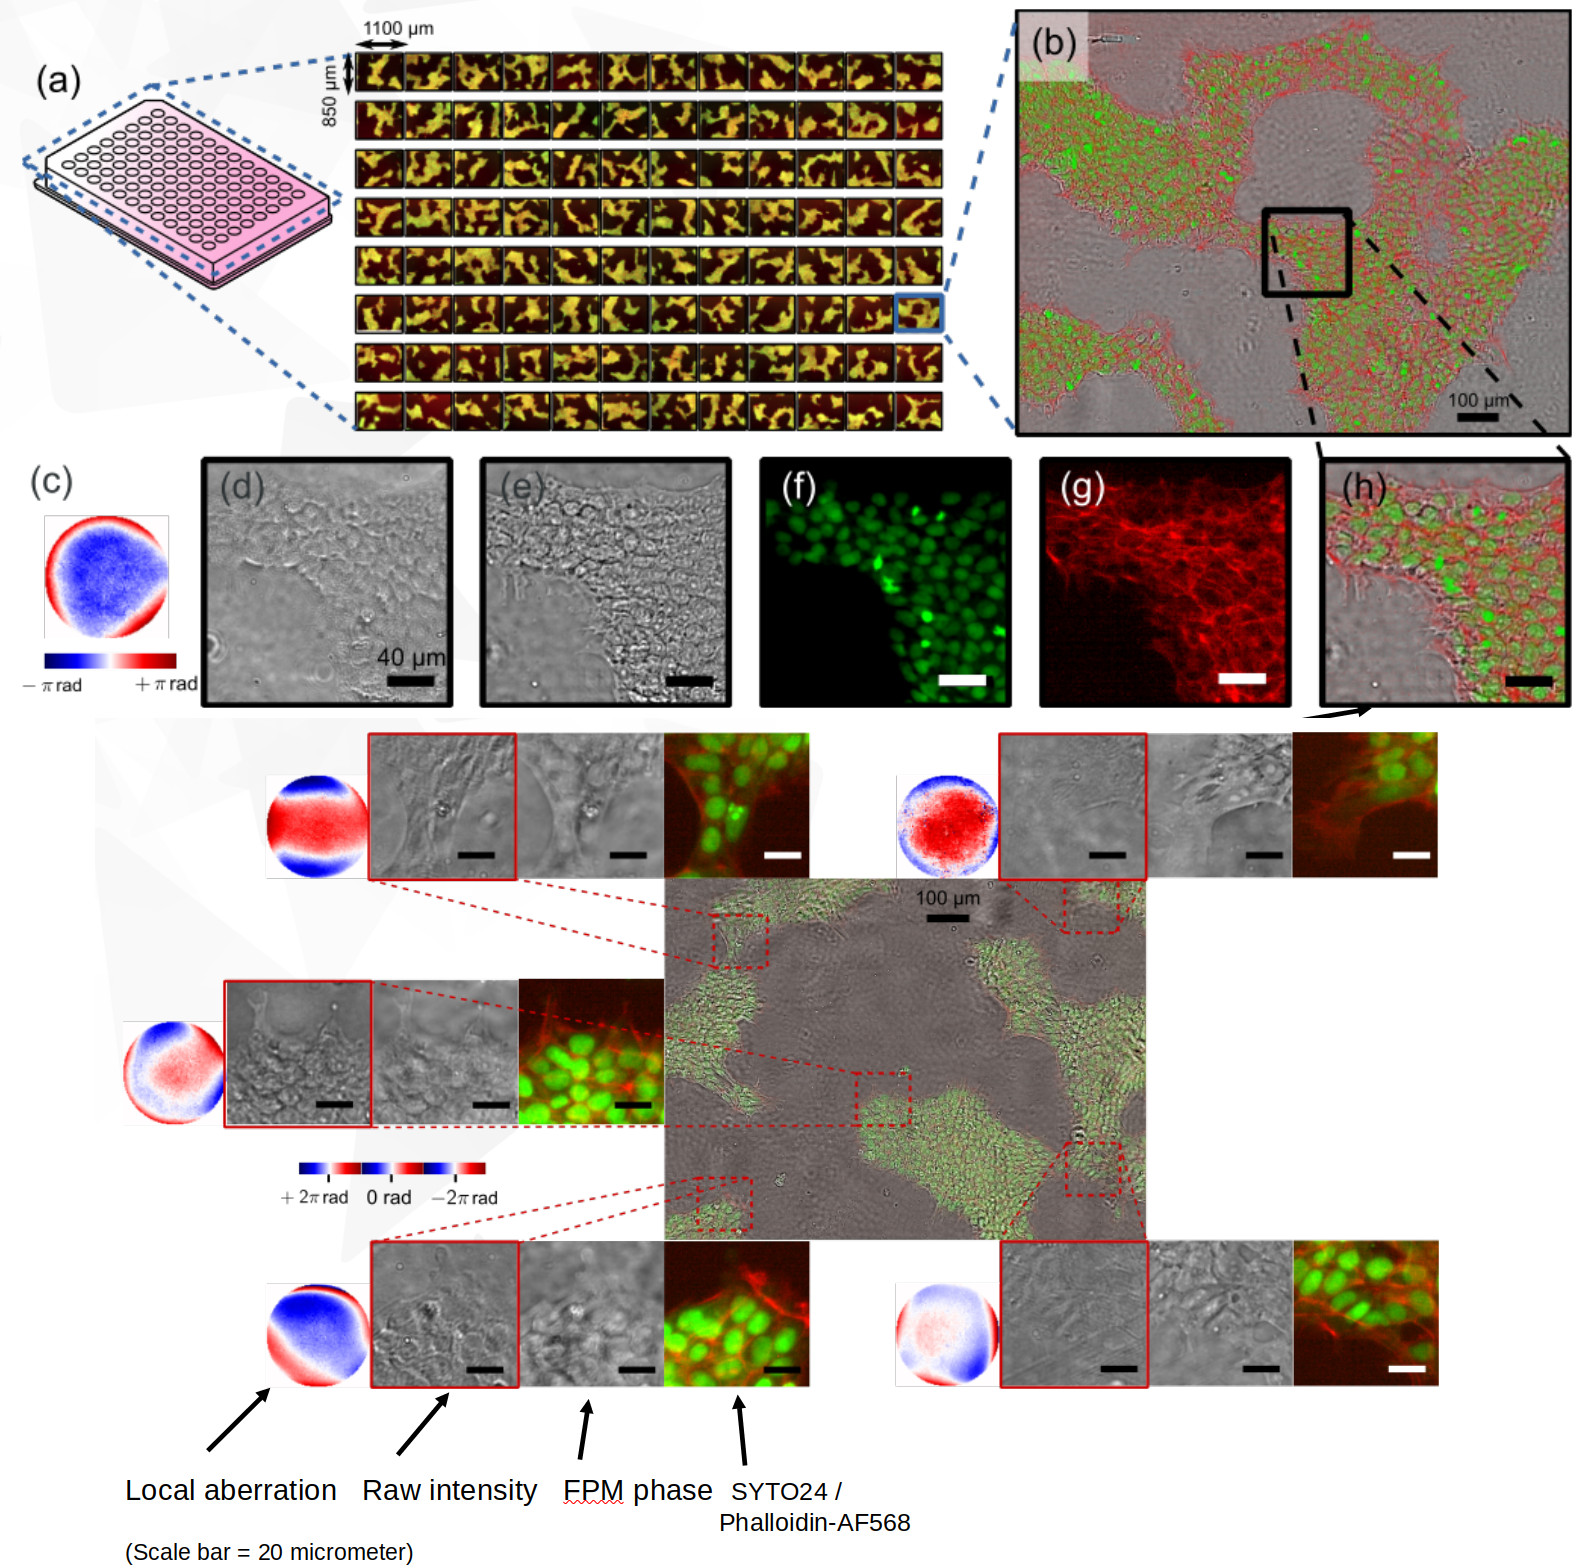 (a)
1100 µm
850 µm
(b)
100 µm
(c)
− π rad
+ π rad
(d)
40 µm
(e)
(f)
(g)
(h)
100 µm
+ 2π rad 0 rad −2π rad
Local aberration Raw intensity FPM phase SYTO24 /
Phalloidin-AF568
(Scale bar = 20 micrometer)